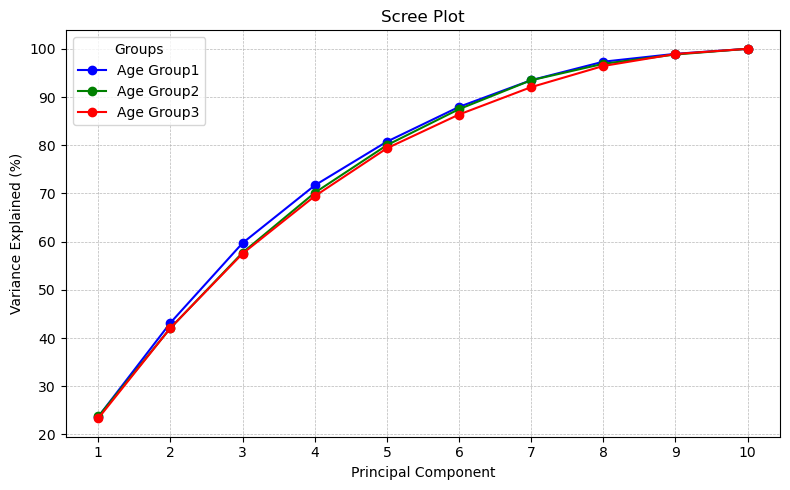 Scree Plot
Groups
Age Group1
Age Group2
Age Group3
Variance Explained (%)
100
90
80
70
60
50
40
30
20
1 2 3 4 5 6 7 8 9 10
Principal Component